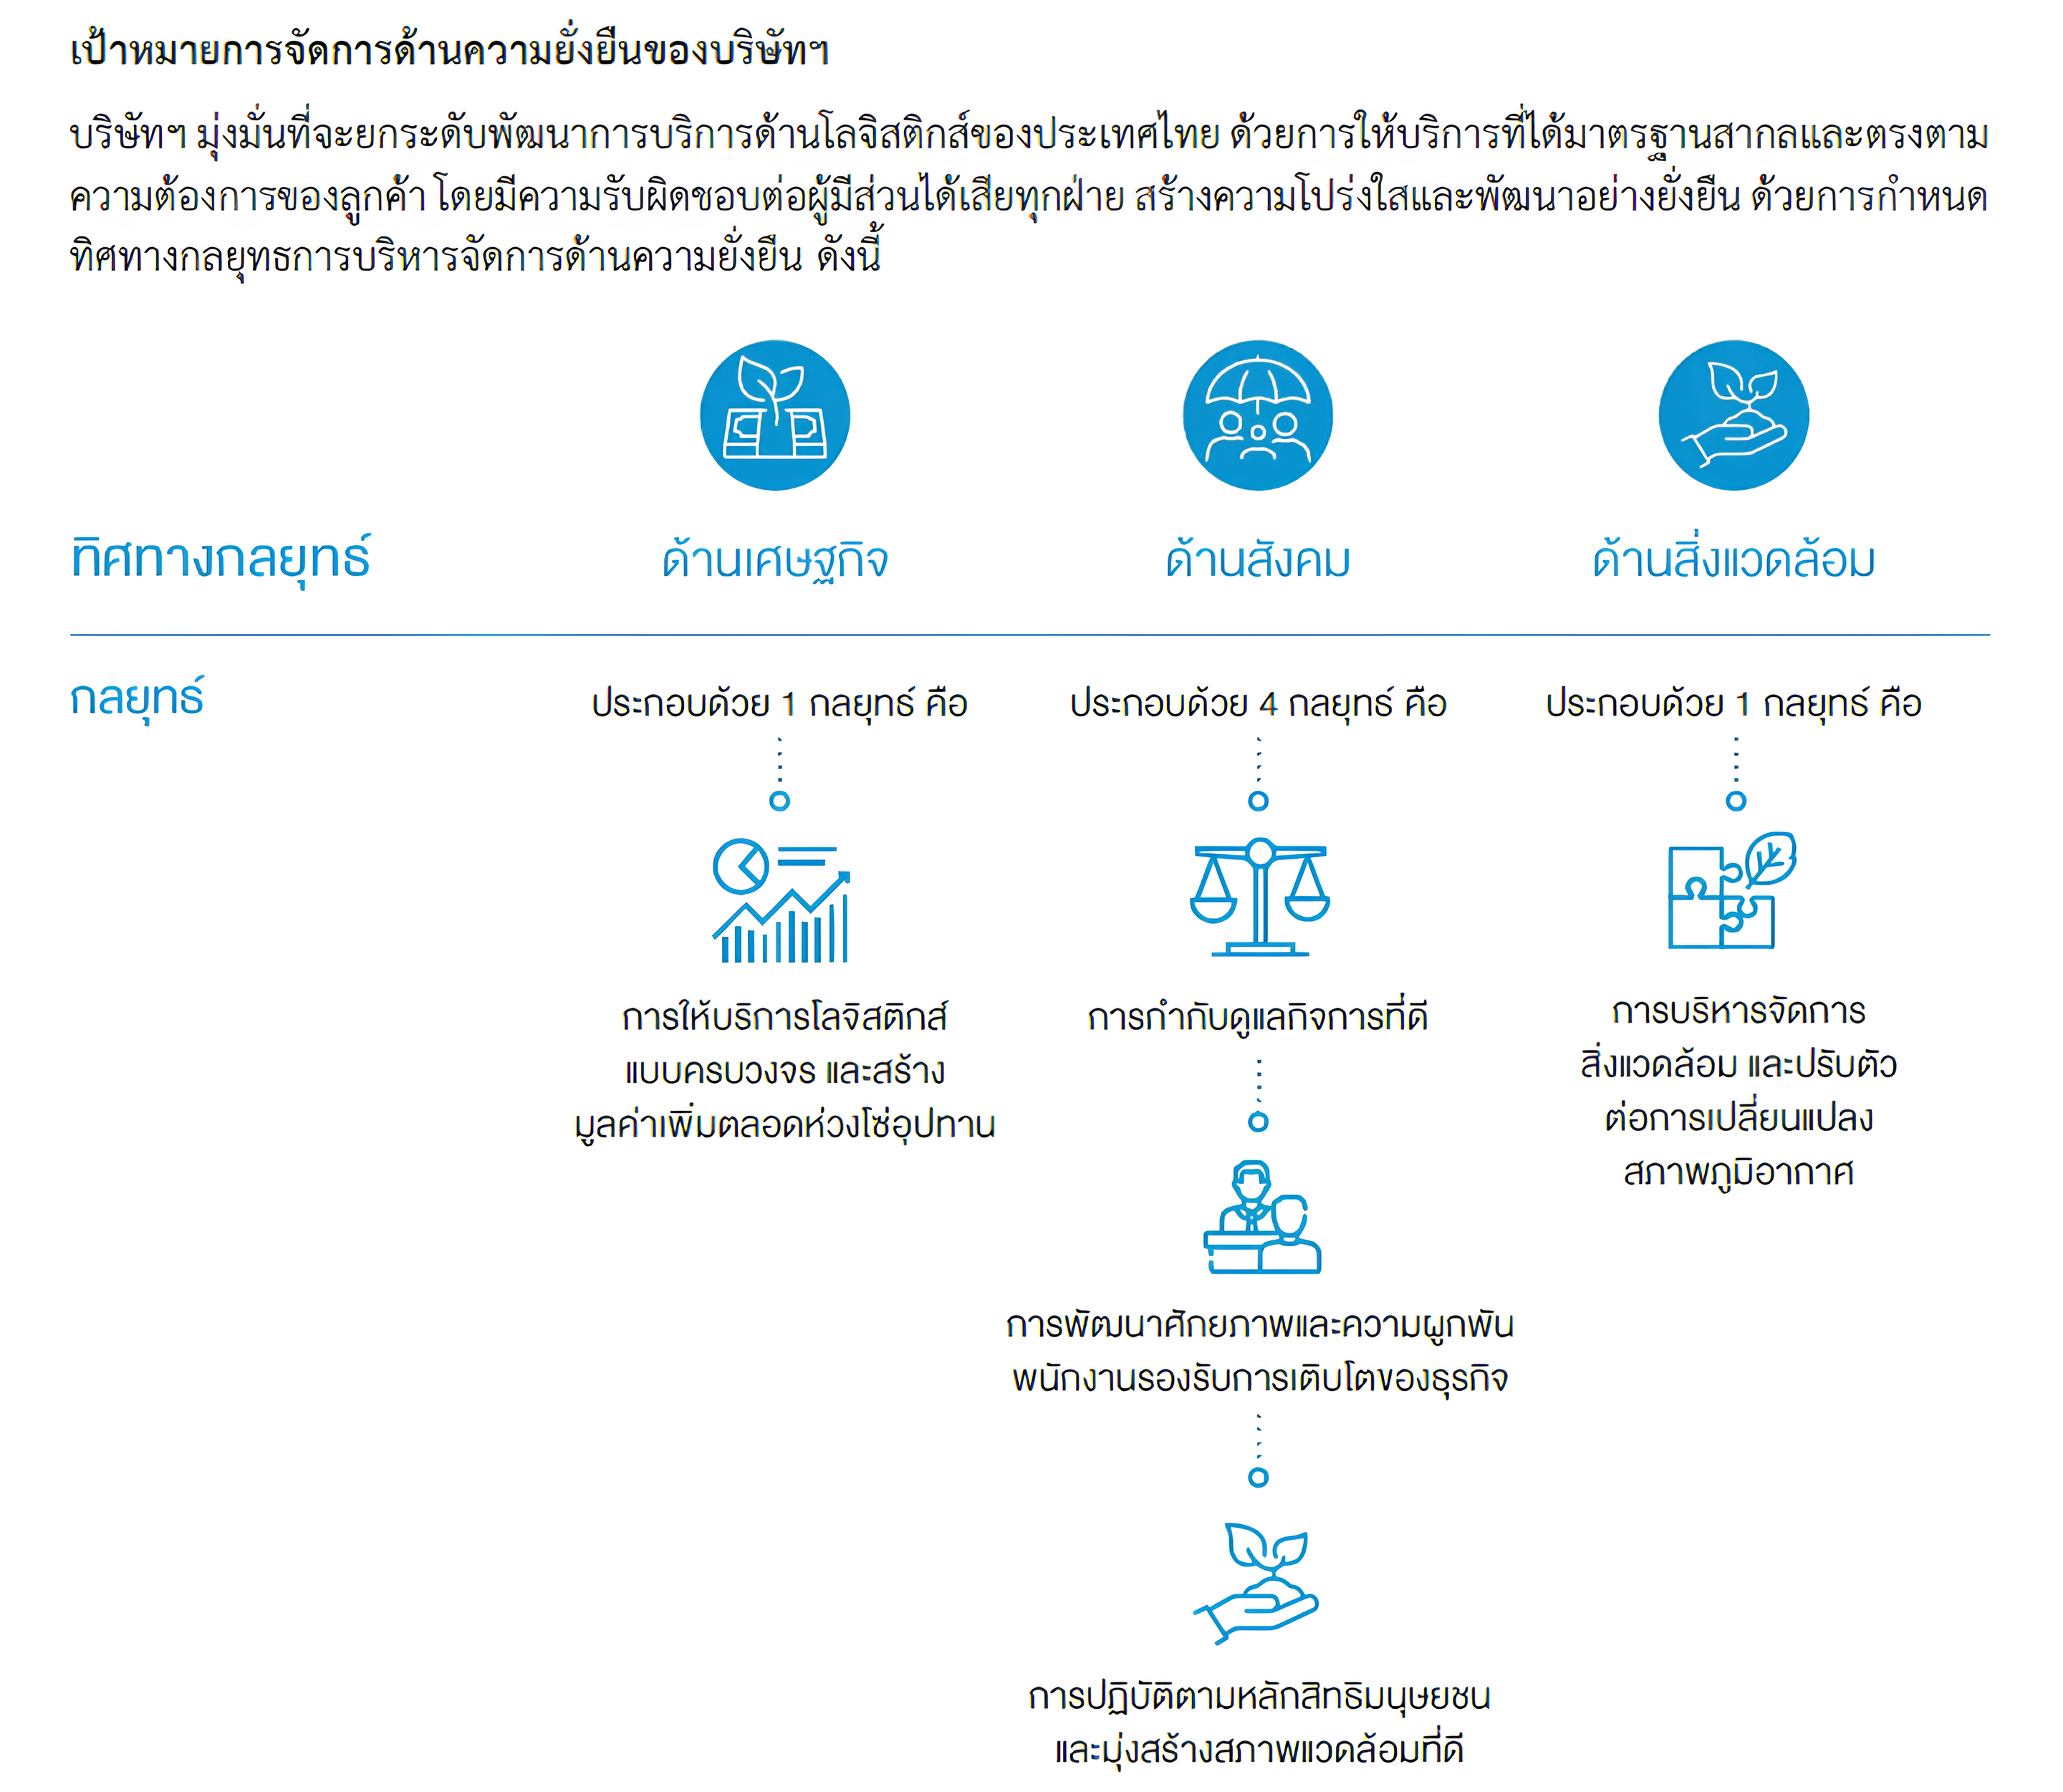 เป้าหมายการจัดการด้านความยั่งยืนของบริษัทฯ
บริษัทฯ มุ่งมั่นที่จะยกระดับพัฒนาการบริการด้านโลจิสติกส์ของประเทศไทย ด้วยการให้บริการที่ได้มาตรฐานสากลและตรงตาม
ความต้องการของลูกค้า โดยมีความรับผิดชอบต่อผู้มีส่วนได้เสียทุกฝ่าย สร้างความโปร่งใสและพัฒนาอย่างยั่งยืน ด้วยการกำหนด
ทิศทางกลยุทธการบริหารจัดการด้านความยั่งยืน ดังนี้
ทิศทางกลยุทธ์
ด้านเศรษฐกิจ
ด้านสังคม
ด้านสิ่งแวดล้อม
กลยุทธ์
ประกอบด้วย 1 กลยุทธ์ คือ
การให้บริการโลจิสติกส์
แบบครบวงจร และสร้าง
มูลค่าเพิ่มตลอดห่วงโซ่อุปทาน
ประกอบด้วย 4 กลยุทธ์ คือ
การกำกับดูแลกิจการที่ดี
การพัฒนาศักยภาพและความผูกพัน
พนักงานรองรับการเติบโตของธุรกิจ
การปฏิบัติตามหลักสิทธิมนุษยชน
และมุ่งสร้างสภาพแวดล้อมที่ดี
ประกอบด้วย 1 กลยุทธ์ คือ
การบริหารจัดการ
สิ่งแวดล้อม และปรับตัว
ต่อการเปลี่ยนแปลง
สภาพภูมิอากาศ